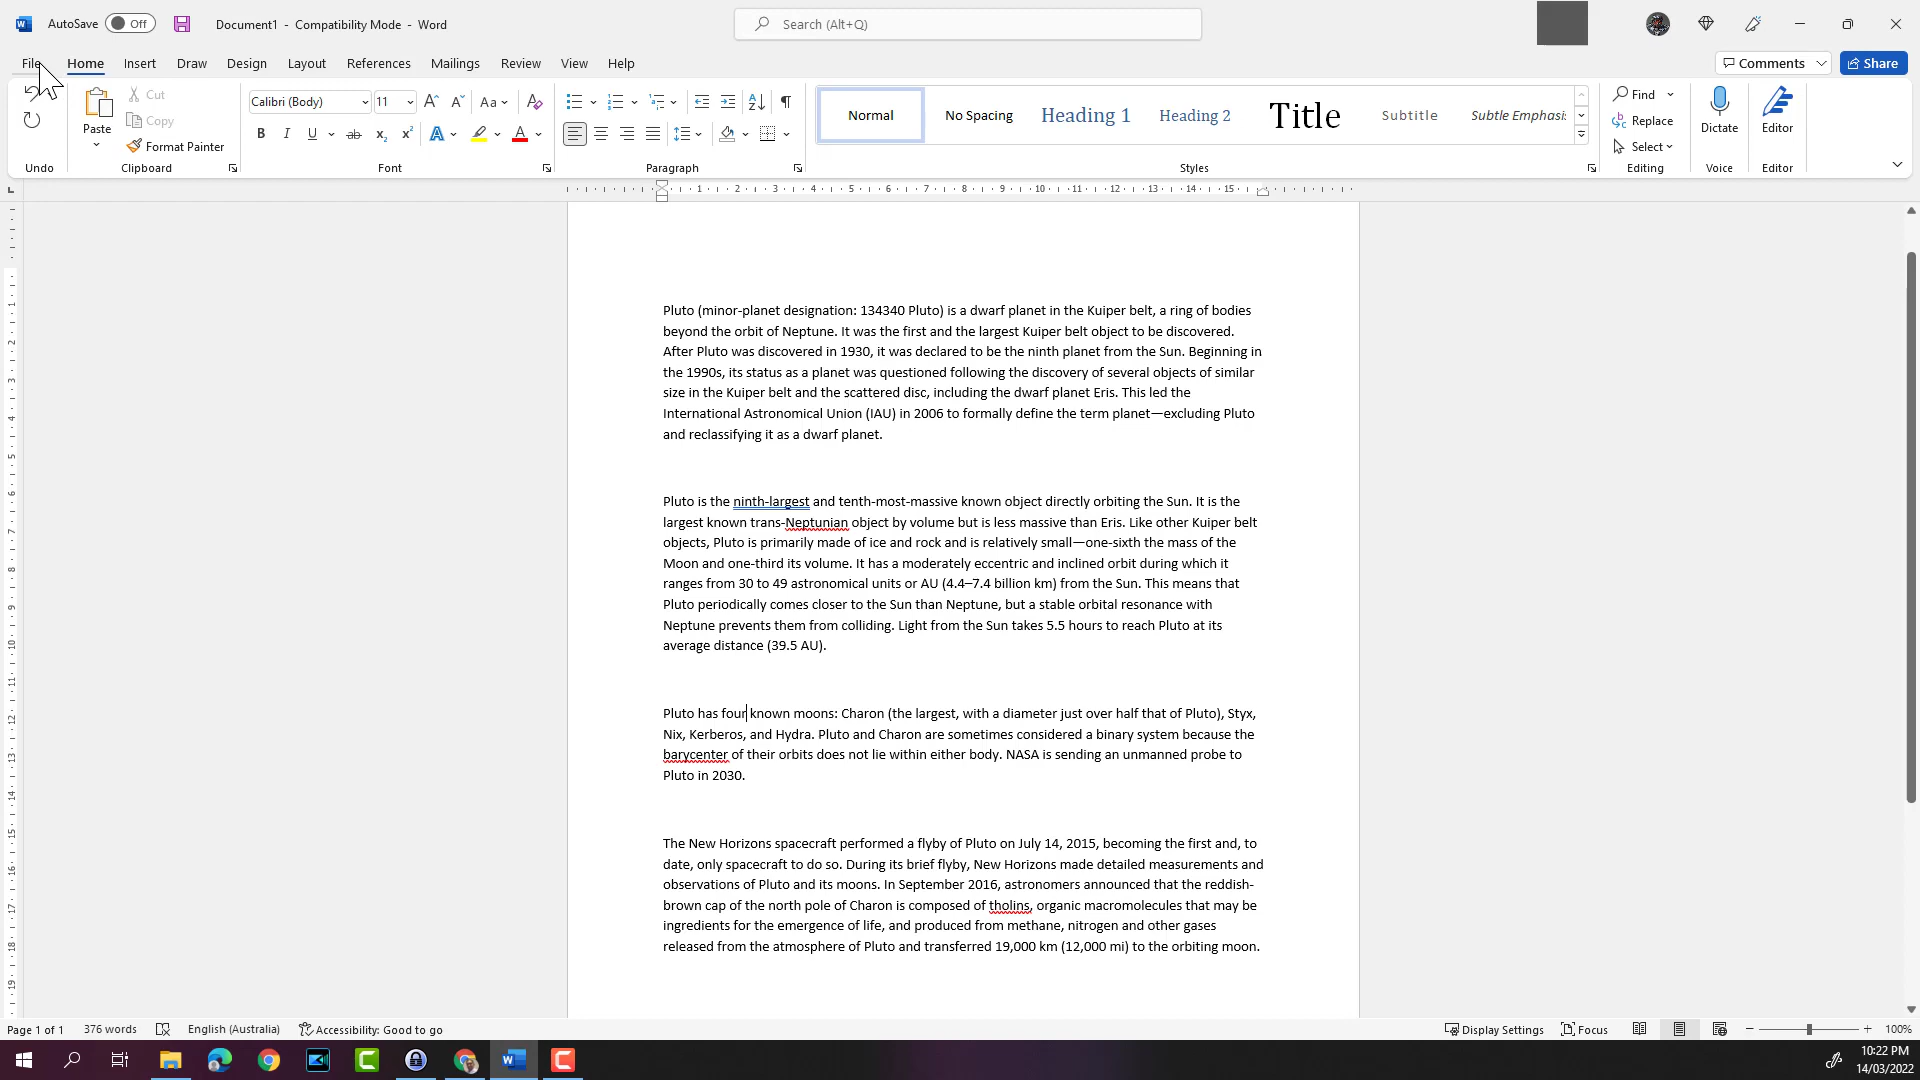 AutoSave Off Document1 - Compatibility Mode - Word Search (Alt+Q)
File Home Insert Draw Design Layout References Mailings Review View Help Comments Share
Paste Cut Copy Format Painter
Calibri (Body) 11 Aa
B I U ab x₂ x² A A
Normal No Spacing Heading 1 Heading 2 Title Subtitle Subtle Emphasis
Find Replace Select Dictate Editor
Undo Clipboard Font Paragraph Styles Editing Voice Editor
1 2 3 4 5 6 7 8 9 10 11 12 13 14 15
Pluto (minor-planet designation: 134340 Pluto) is a dwarf planet in the Kuiper belt, a ring of bodies
beyond the orbit of Neptune. It was the first and the largest Kuiper belt object to be discovered.
After Pluto was discovered in 1930, it was declared to be the ninth planet from the Sun. Beginning in
the 1990s, its status as a planet was questioned following the discovery of several objects of similar
size in the Kuiper belt and the scattered disc, including the dwarf planet Eris. This led the
International Astronomical Union (IAU) in 2006 to formally define the term planet—excluding Pluto
and reclassifying it as a dwarf planet.
Pluto is the ninth-largest and tenth-most-massive known object directly orbiting the Sun. It is the
largest known trans-Neptunian object by volume but is less massive than Eris. Like other Kuiper belt
objects, Pluto is primarily made of ice and rock and is relatively small—one-sixth the mass of the
Moon and one-third its volume. It has a moderately eccentric and inclined orbit during which it
ranges from 30 to 49 astronomical units or AU (4.4–7.4 billion km) from the Sun. This means that
Pluto periodically comes closer to the Sun than Neptune, but a stable orbital resonance with
Neptune prevents them from colliding. Light from the Sun takes 5.5 hours to reach Pluto at its
average distance (39.5 AU).
Pluto has four known moons: Charon (the largest, with a diameter just over half that of Pluto), Styx,
Nix, Kerberos, and Hydra. Pluto and Charon are sometimes considered a binary system because the
barycenter of their orbits does not lie within either body. NASA is sending an unmanned probe to
Pluto in 2030.
The New Horizons spacecraft performed a flyby of Pluto on July 14, 2015, becoming the first and, to
date, only spacecraft to do so. During its brief flyby, New Horizons made detailed measurements and
observations of Pluto and its moons. In September 2016, astronomers announced that the reddish-
brown cap of the north pole of Charon is composed of tholins, organic macromolecules that may be
ingredients for the emergence of life, and produced from methane, nitrogen and other gases
released from the atmosphere of Pluto and transferred 19,000 km (12,000 mi) to the orbiting moon.
Page 1 of 1 376 words English (Australia) Accessibility: Good to go Display Settings Focus 100%
10:22 PM
14/03/2022